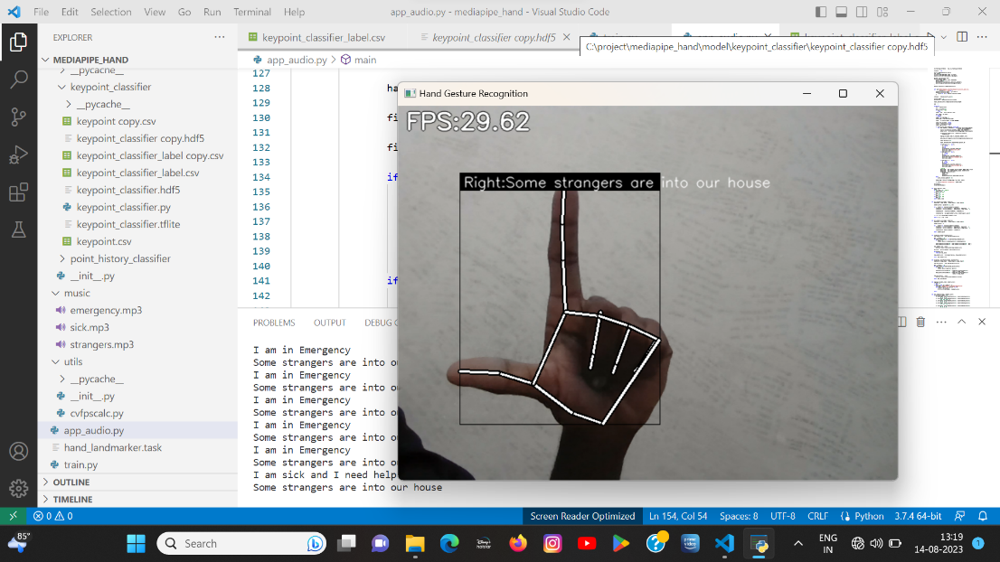 File Edit Selection View Go Run Terminal Help
app_audio.py - mediapipe_hand - Visual Studio Code
EXPLORER
MEDIAPIPE_HAND
__pycache__
keypoint_classifier
__pycache__
keypoint copy.csv
keypoint_classifier copy.hdf5
keypoint_classifier_label copy.csv
keypoint_classifier_label.csv
keypoint_classifier.hdf5
keypoint_classifier.py
keypoint_classifier.tflite
keypoint.csv
point_history_classifier
__init__.py
music
emergency.mp3
sick.mp3
strangers.mp3
utils
__pycache__
__init__.py
cvfpscalc.py
app_audio.py
hand_landmarker.task
train.py
OUTLINE
TIMELINE
keypoint_classifier_label.csv
keypoint_classifier copy.hdf5
C:\project\mediapipe_hand\model\keypoint_classifier\keypoint_classifier copy.hdf5
app_audio.py > main
127
128 ha
129
130 fi
131
132 fi
133
134 if
135
136
137
138
139
140
141 if
142
Hand Gesture Recognition
FPS:29.62
Right:Some strangers are into our house
PROBLEMS OUTPUT DEBUG C
I am in Emergency
Some strangers are into ou
I am in Emergency
Some strangers are into ou
I am in Emergency
Some strangers are into ou
I am in Emergency
Some strangers are into ou
I am in Emergency
Some strangers are into ou
I am sick and I need help
Some strangers are into our house
0 0
Screen Reader Optimized Ln 154, Col 54 Spaces: 8 UTF-8 CRLF Python 3.7.4 64-bit
85°
Search
ENG
IN
13:19
14-08-2023
1